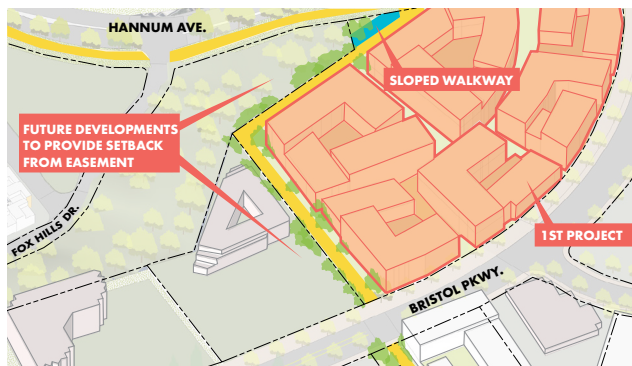 HANNUM AVE.
SLOPED WALKWAY
FUTURE DEVELOPMENTS
TO PROVIDE SETBACK
FROM EASEMENT
FOX HILLS DR.
1ST PROJECT
BRISTOL PKWY.